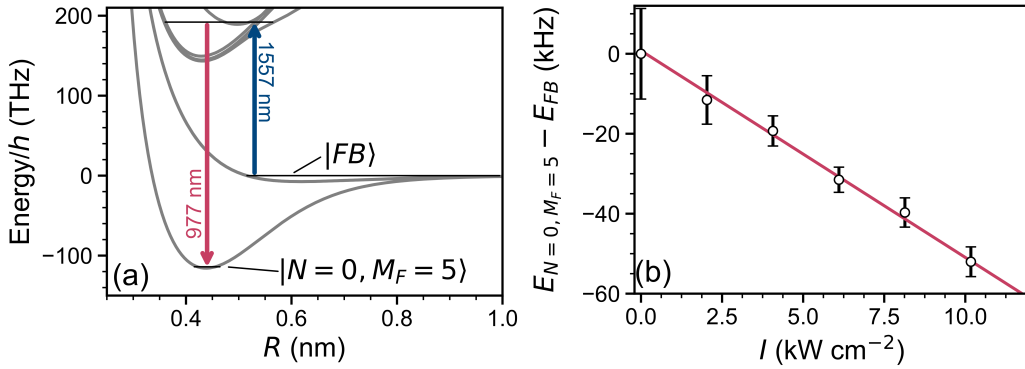 Energy/h (THz)
200
100
0
−100
0.4
0.6
0.8
1.0
R (nm)
977 nm
1557 nm
|FB⟩
|N = 0, M_F = 5⟩
(a)
E_{N = 0, M_F = 5} − E_{FB} (kHz)
0
−20
−40
−60
0.0
2.5
5.0
7.5
10.0
I (kW cm⁻²)
(b)